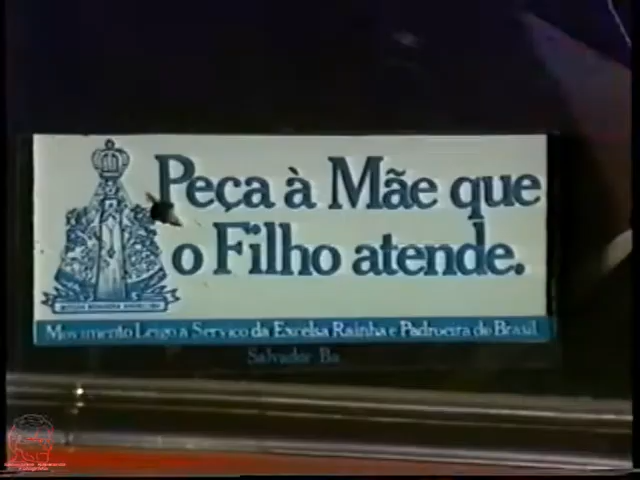 Peça à Mãe que
o Filho atende.
Movimento Leigo a Serviço da Excelsa Rainha e Padroeira do Brasil
Salvador Ba